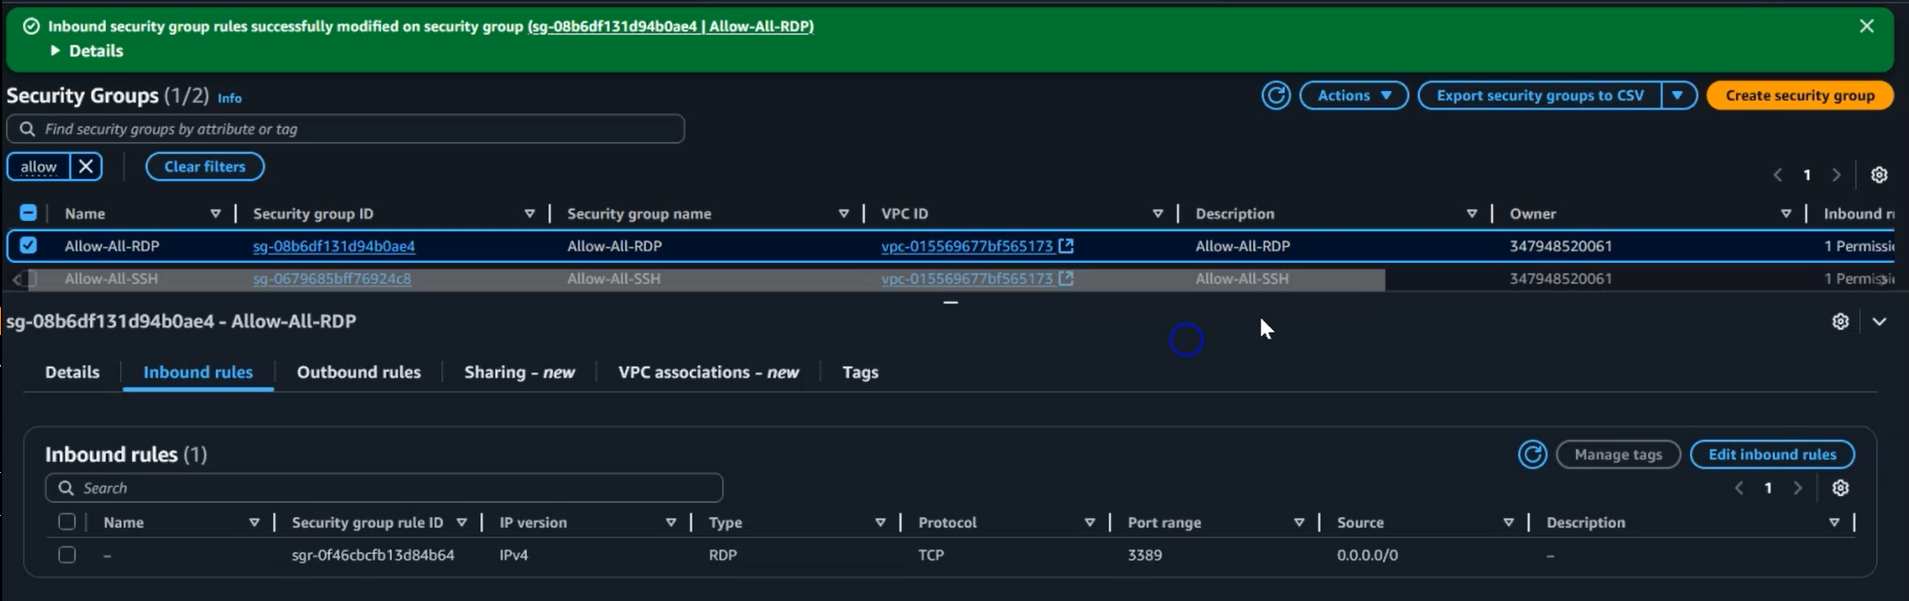 Inbound security group rules successfully modified on security group (sg-08b6df131d94b0ae4 | Allow-All-RDP)
Details
Security Groups (1/2) Info
Actions
Export security groups to CSV
Create security group
Find security groups by attribute or tag
allow
Clear filters
1
Name Security group ID Security group name VPC ID Description Owner Inbound r
Allow-All-RDP sg-08b6df131d94b0ae4 Allow-All-RDP vpc-015569677bf565173 Allow-All-RDP 347948520061 1 Permissi
Allow-All-SSH sg-0679685bff76924c8 Allow-All-SSH vpc-015569677bf565173 Allow-All-SSH 347948520061 1 Permissi
sg-08b6df131d94b0ae4 - Allow-All-RDP
Details Inbound rules Outbound rules Sharing - new VPC associations - new Tags
Inbound rules (1)
Manage tags
Edit inbound rules
Search
1
Name Security group rule ID IP version Type Protocol Port range Source Description
– sgr-0f46cbcfb13d84b64 IPv4 RDP TCP 3389 0.0.0.0/0 –